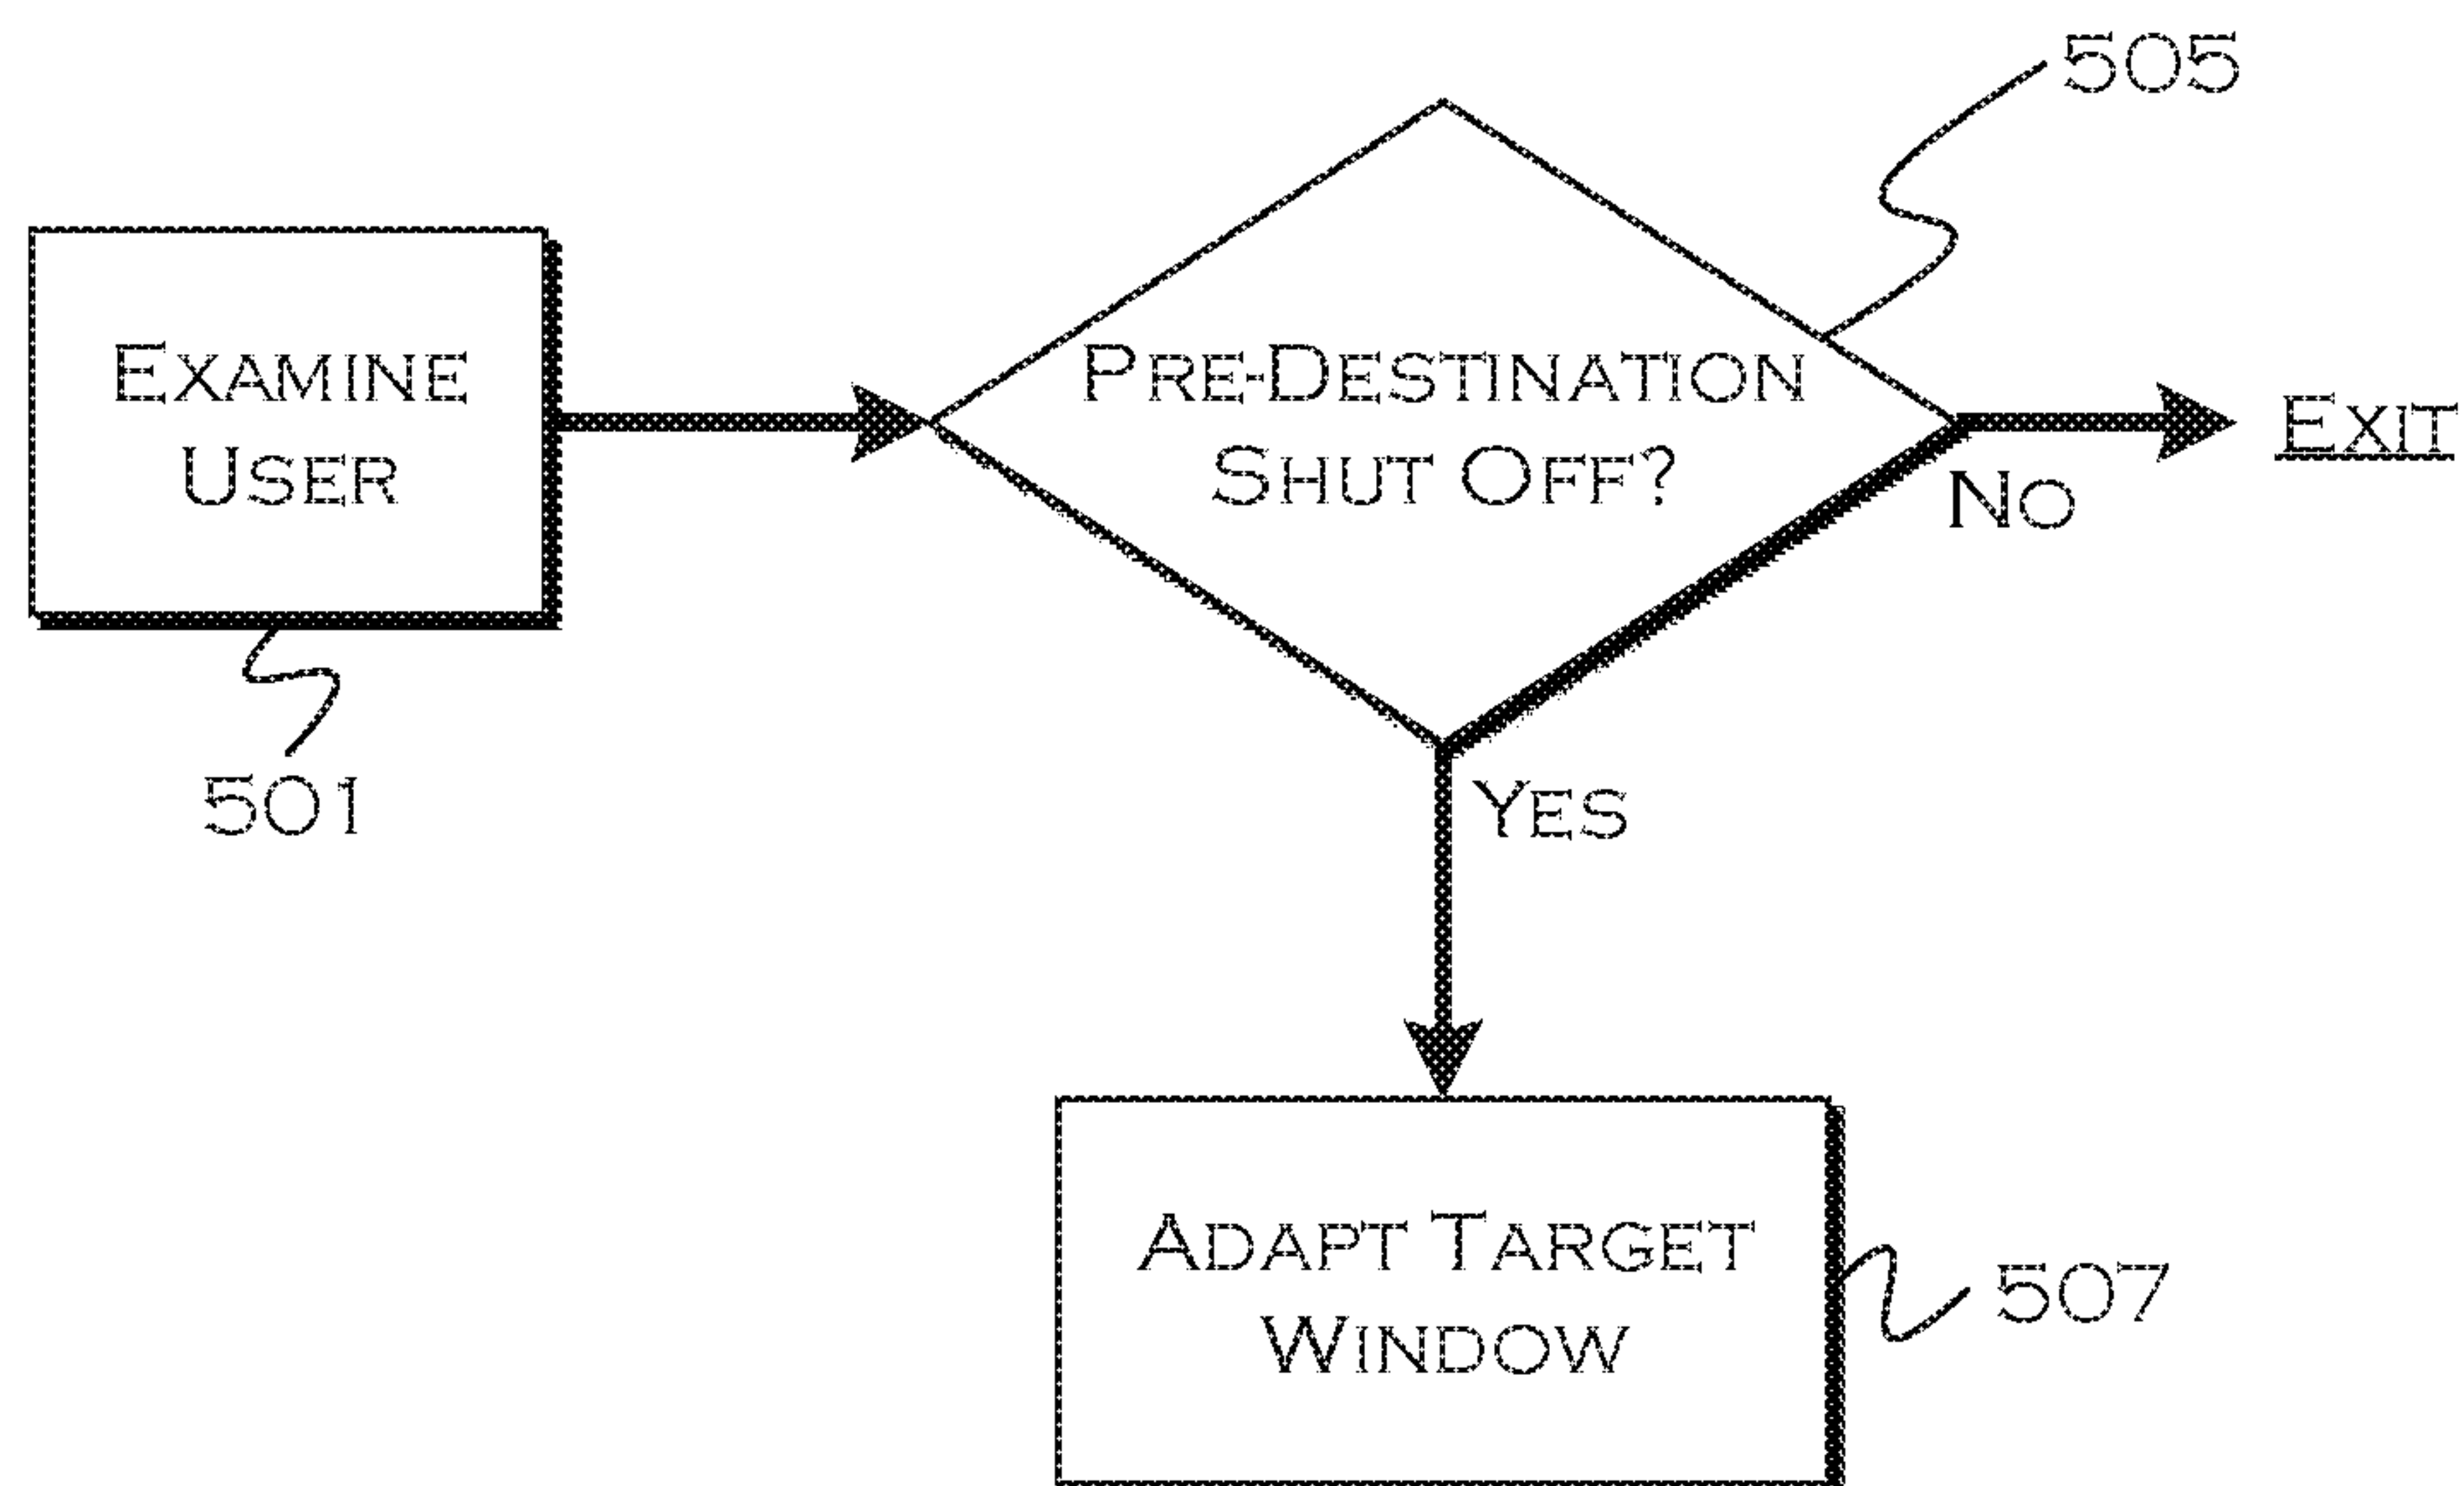 505
EXAMINE
USER
PRE-DESTINATION
SHUT OFF?
EXIT
NO
501
YES
ADAPT TARGET
WINDOW
507